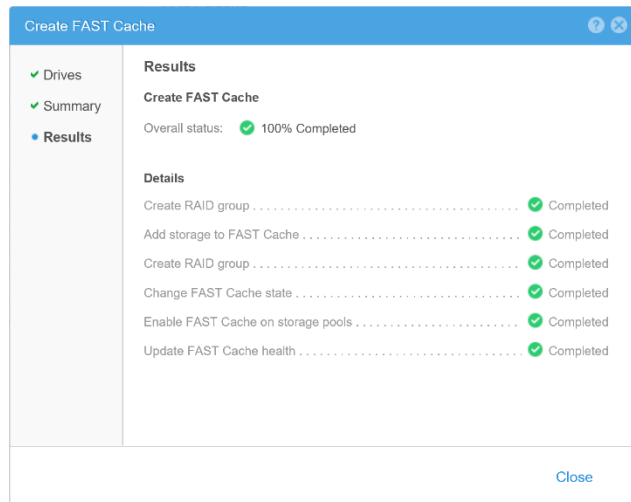 Create FAST Cache
Drives
Summary
Results
Results
Create FAST Cache
Overall status: 100% Completed
Details
Create RAID group . . . . . . . . . . . . . . . . . . . . . . . . . . . . . . . . . . . . . . . . Completed
Add storage to FAST Cache . . . . . . . . . . . . . . . . . . . . . . . . . . . . . . . . Completed
Create RAID group . . . . . . . . . . . . . . . . . . . . . . . . . . . . . . . . . . . . . . . . Completed
Change FAST Cache state . . . . . . . . . . . . . . . . . . . . . . . . . . . . . . . . . . Completed
Enable FAST Cache on storage pools . . . . . . . . . . . . . . . . . . . . . . . . Completed
Update FAST Cache health . . . . . . . . . . . . . . . . . . . . . . . . . . . . . . . . . Completed
Close